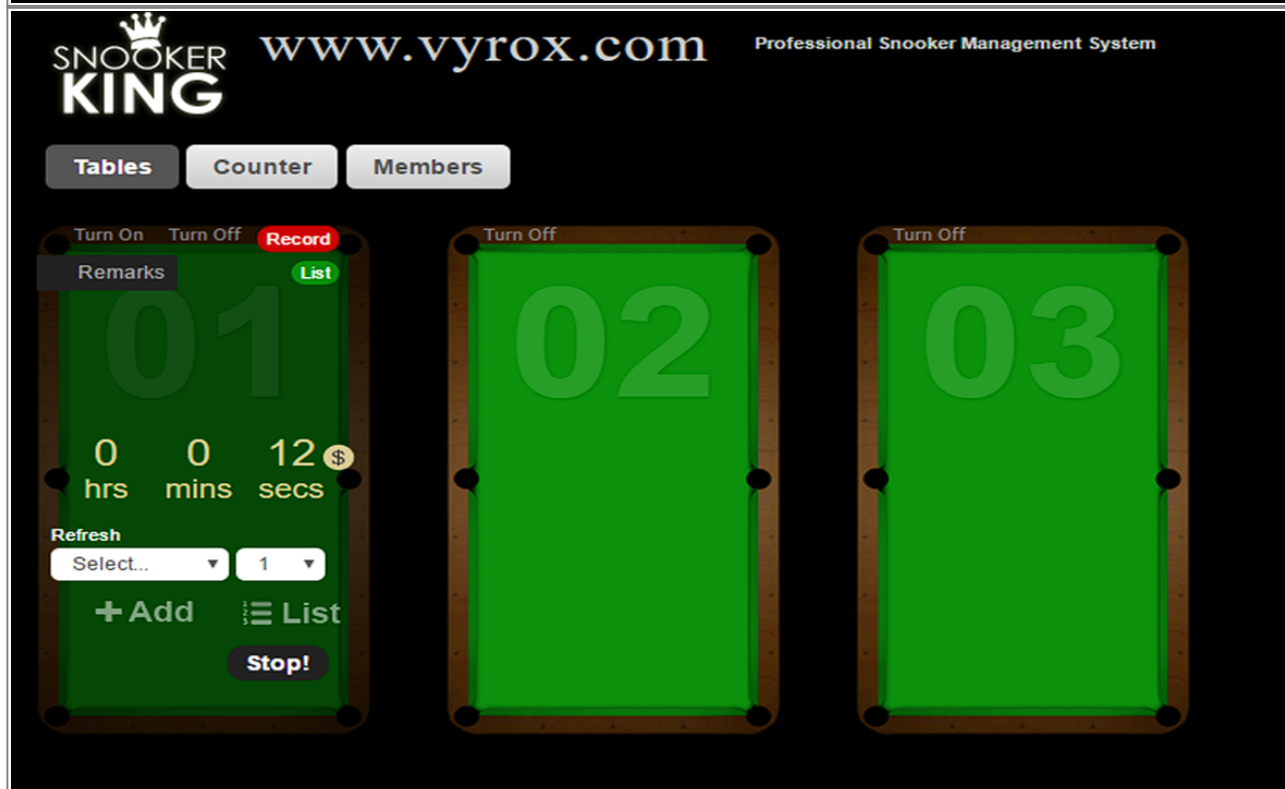 SNOOKER
KING
www.vyrox.com
Professional Snooker Management System
Tables Counter Members
Turn On Turn Off Record
Remarks List
01
0 0 12 $
hrs mins secs
Refresh
Select... 1
Add List
Stop!
Turn Off
02
Turn Off
03